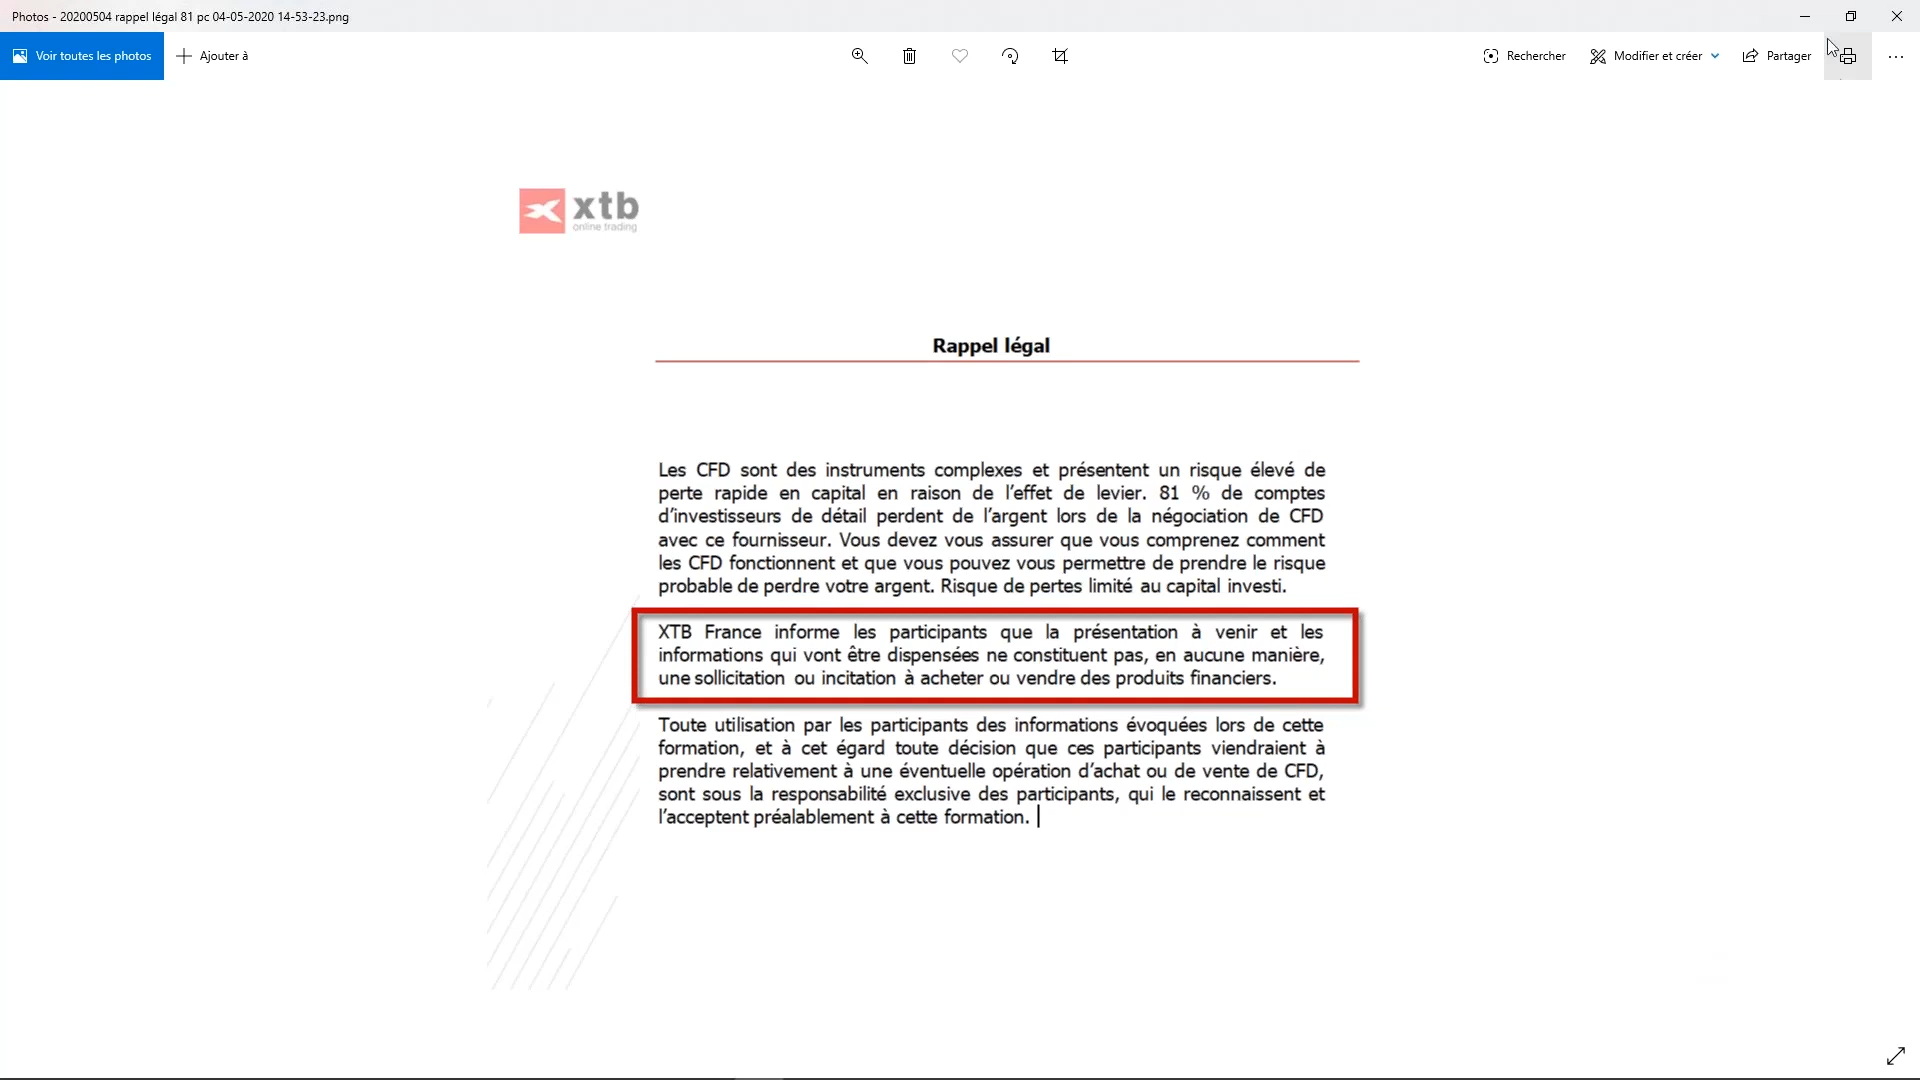 Photos - 20200504 rappel légal 81 pc 04-05-2020 14-53-23.png
Voir toutes les photos
Ajouter à
Rechercher
Modifier et créer
Partager
xtb
online trading
Rappel légal
Les CFD sont des instruments complexes et présentent un risque élevé de
perte rapide en capital en raison de l'effet de levier. 81 % de comptes
d'investisseurs de détail perdent de l'argent lors de la négociation de CFD
avec ce fournisseur. Vous devez vous assurer que vous comprenez comment
les CFD fonctionnent et que vous pouvez vous permettre de prendre le risque
probable de perdre votre argent. Risque de pertes limité au capital investi.
XTB France informe les participants que la présentation à venir et les
informations qui vont être dispensées ne constituent pas, en aucune manière,
une sollicitation ou incitation à acheter ou vendre des produits financiers.
Toute utilisation par les participants des informations évoquées lors de cette
formation, et à cet égard toute décision que ces participants viendraient à
prendre relativement à une éventuelle opération d'achat ou de vente de CFD,
sont sous la responsabilité exclusive des participants, qui le reconnaissent et
l'acceptent préalablement à cette formation.